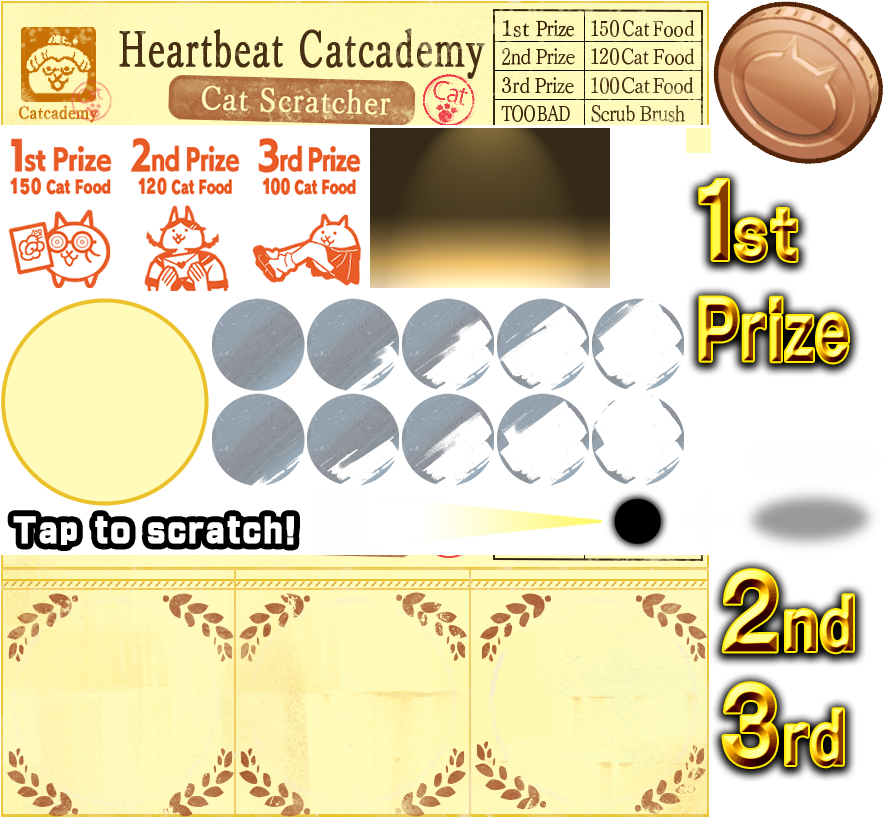 Heartbeat Catcademy
Cat Scratcher
Catcademy
Cat
1st Prize 150 Cat Food
2nd Prize 120 Cat Food
3rd Prize 100 Cat Food
TOO BAD Scrub Brush
1st Prize
150 Cat Food
2nd Prize
120 Cat Food
3rd Prize
100 Cat Food
1st
Prize
Tap to scratch!
2nd
3rd